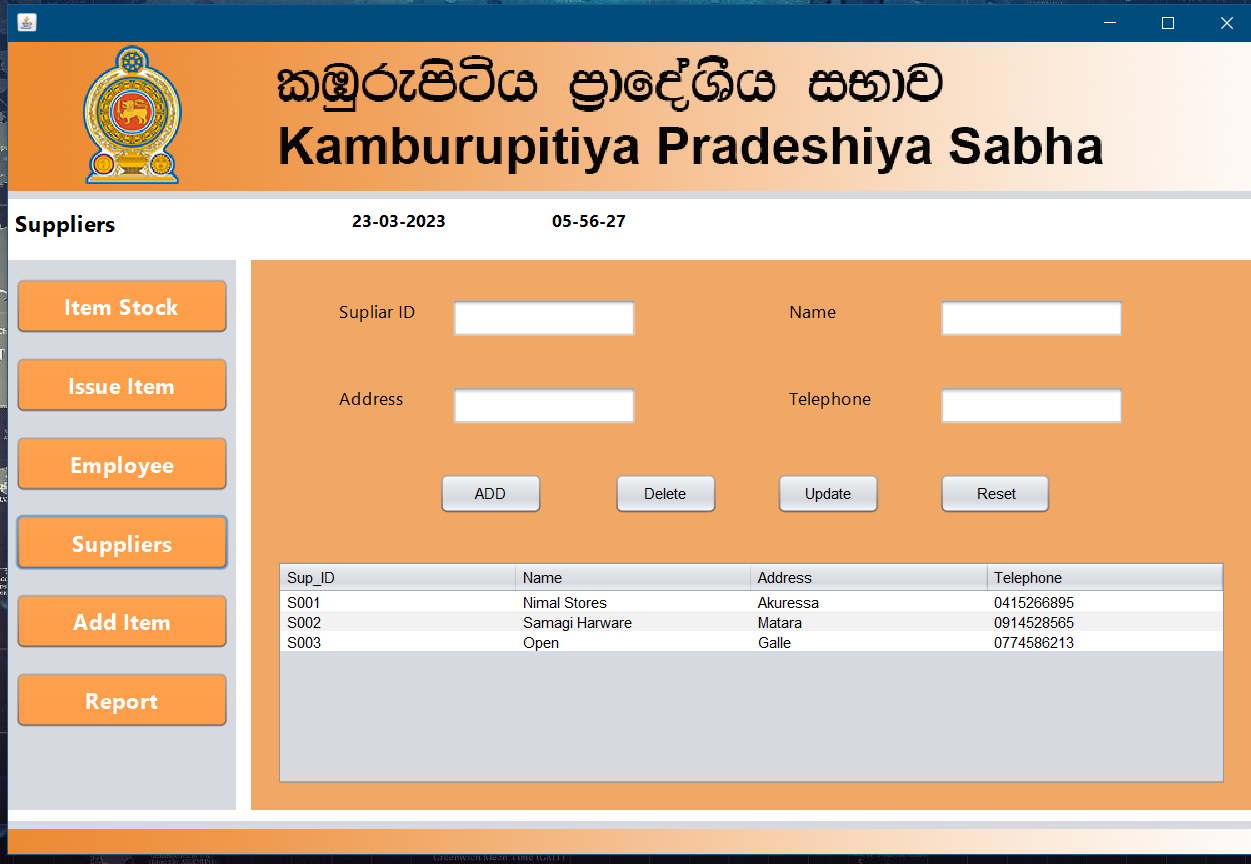 කඹුරුපිටිය ප්‍රාදේශීය සභාව
Kamburupitiya Pradeshiya Sabha
Suppliers 23-03-2023 05-56-27
Item Stock
Issue Item
Employee
Suppliers
Add Item
Report
Supliar ID Name
Address Telephone
ADD Delete Update Reset
Sup_ID Name Address Telephone
S001 Nimal Stores Akuressa 0415266895
S002 Samagi Harware Matara 0914528565
S003 Open Galle 0774586213